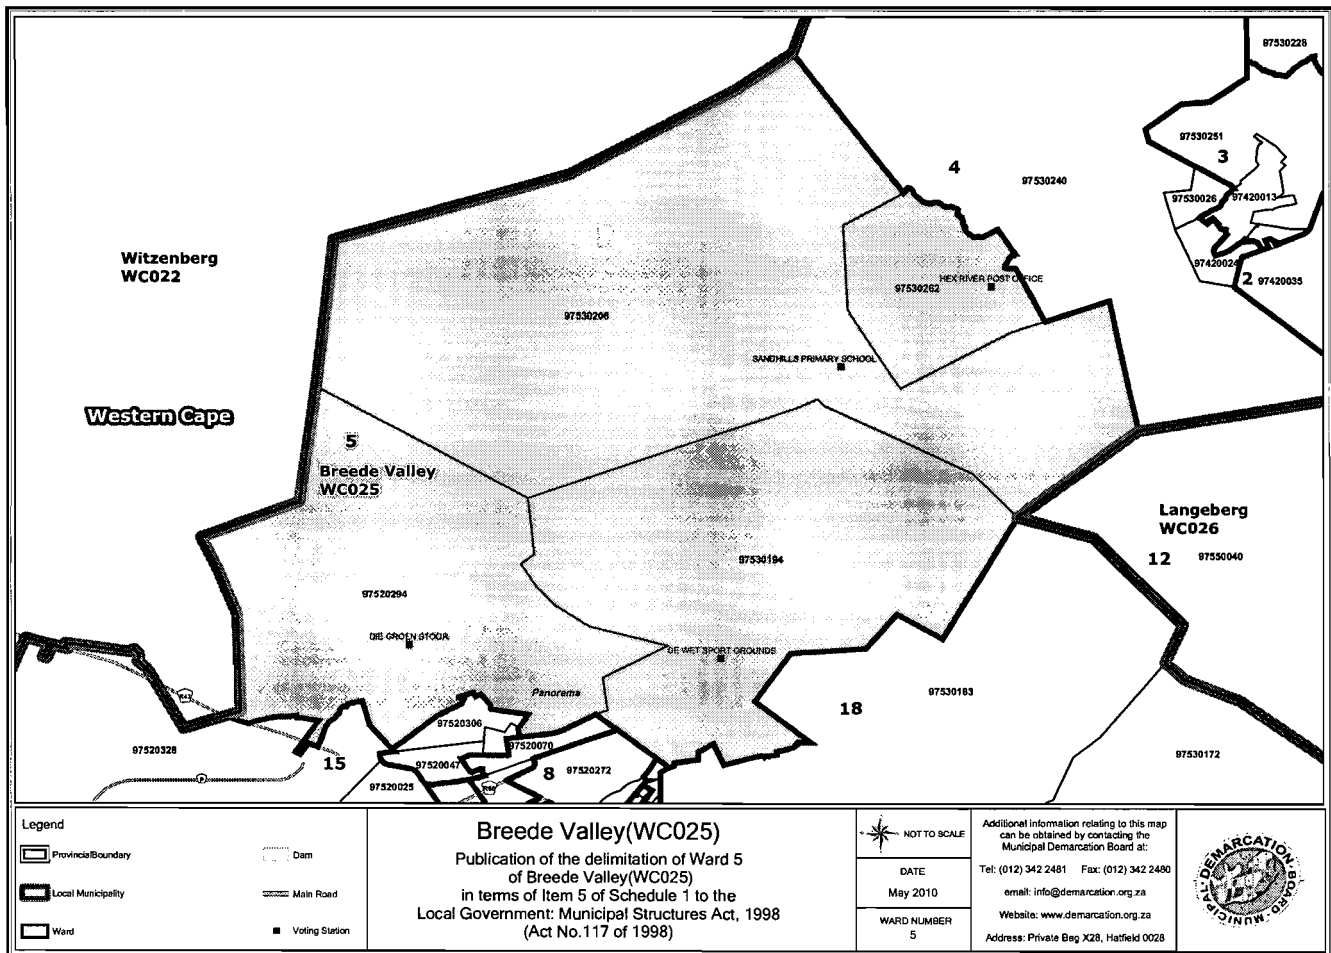 97530228
97530251
3
4
97530240
97530026
97420013
Witzenberg
WC022
97420024
2
97420035
HEX RIVER POST OFFICE
97530262
97530206
SANDHILLS PRIMARY SCHOOL
Western Cape
5
Breede Valley
WC025
Langeberg
WC026
12
97550040
97530194
97520294
DIE GROEN STOOR
DE WET SPORT GROUNDS
Panorama
97530183
18
R43
97520306
97520328
97520070
15
97520047
8
97520272
97530172
97520025
Legend
ProvincialBoundary
Dam
Local Municipality
Main Road
Ward
Voting Station
Breede Valley(WC025)
Publication of the delimitation of Ward 5
of Breede Valley(WC025)
in terms of Item 5 of Schedule 1 to the
Local Government: Municipal Structures Act, 1998
(Act No.117 of 1998)
NOT TO SCALE
DATE
May 2010
WARD NUMBER
5
Additional information relating to this map
can be obtained by contacting the
Municipal Demarcation Board at:
Tel: (012) 342 2481 Fax: (012) 342 2480
email: info@demarcation.org.za
Website: www.demarcation.org.za
Address: Private Bag X28, Hatfield 0028
MUNICIPAL DEMARCATION BOARD